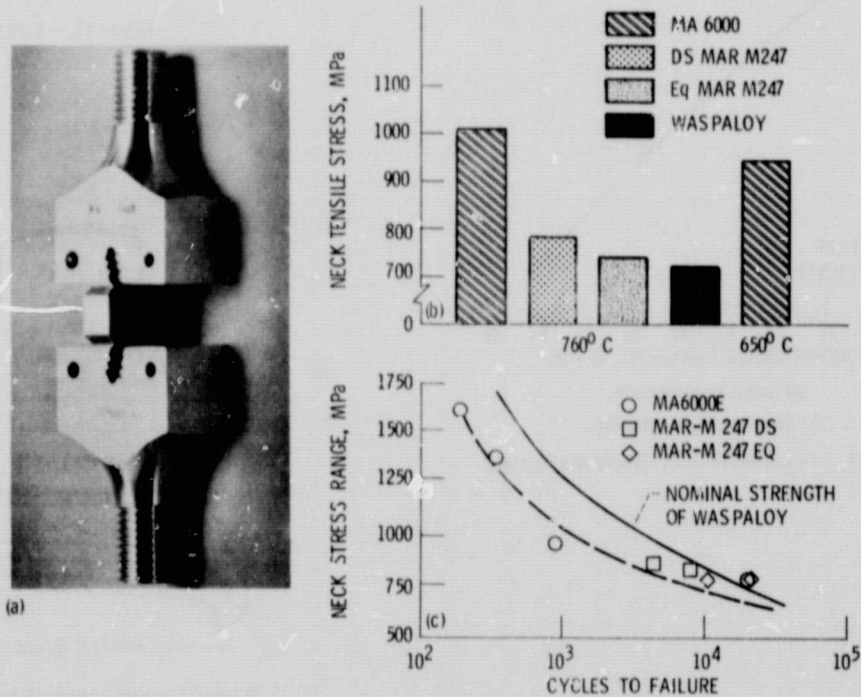 (a)
NECK TENSILE STRESS, MPa
1100
1000
900
800
700
0
(b)
MA 6000
DS MAR M247
Eq MAR M247
WASPALOY
760⁰ C
650⁰ C
NECK STRESS RANGE, MPa
1750
1500
1250
1000
750
500
(c)
MA6000E
MAR-M 247 DS
MAR-M 247 EQ
NOMINAL STRENGTH
OF WASPALOY
10²
10³
10⁴
10⁵
CYCLES TO FAILURE